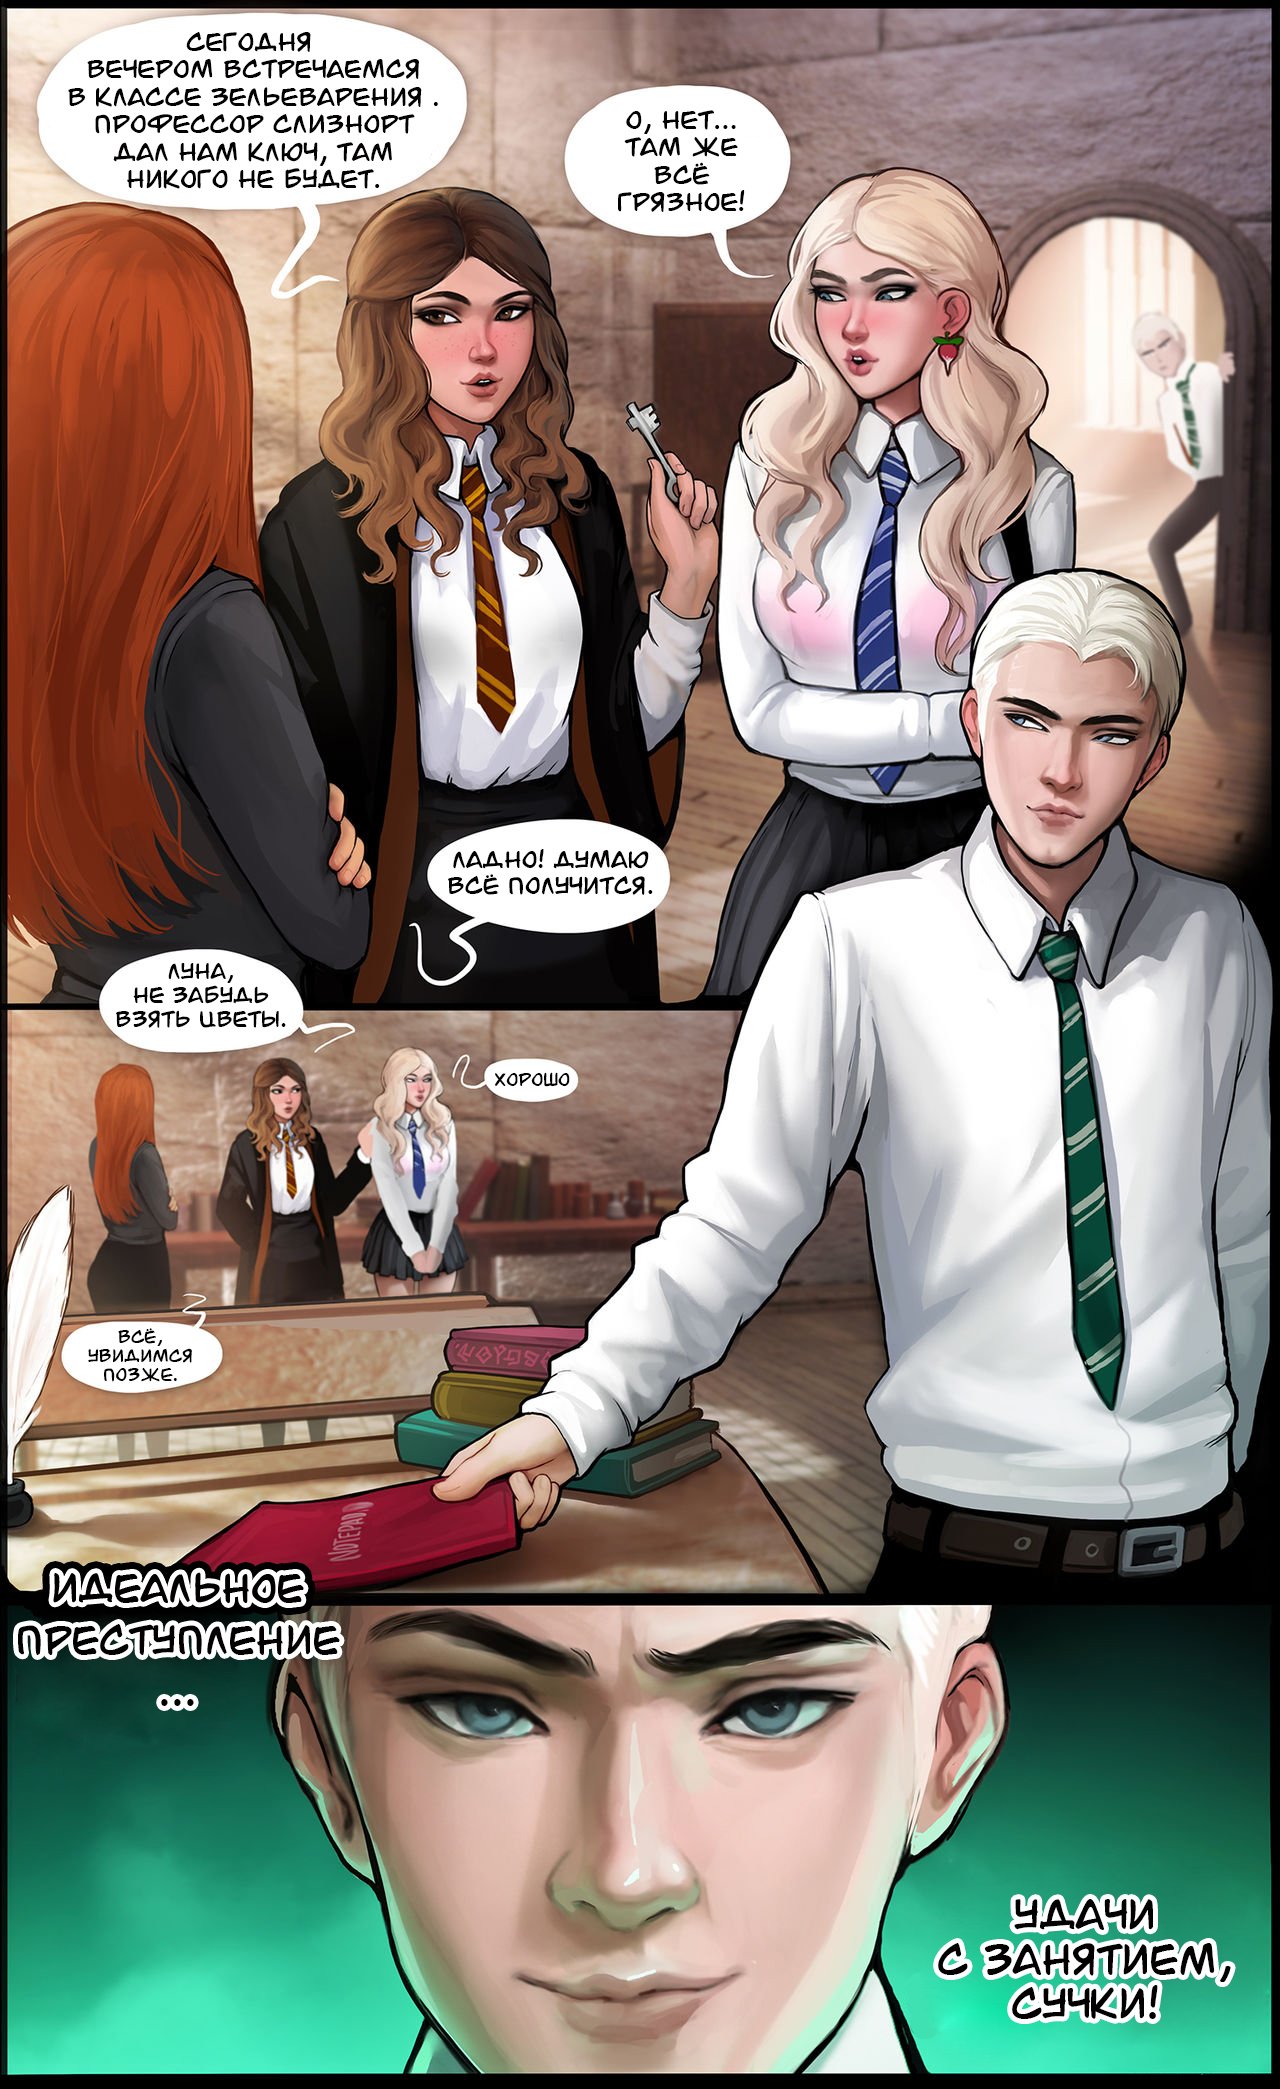 СЕГОДНЯ
ВЕЧЕРОМ ВСТРЕЧАЕМСЯ
В КЛАССЕ ЗЕЛЬЕВАРЕНИЯ .
ПРОФЕССОР СЛИЗНОРТ
ДАЛ НАМ КЛЮЧ, ТАМ
НИКОГО НЕ БУДЕТ.
О, НЕТ...
ТАМ ЖЕ
ВСЁ
ГРЯЗНОЕ!
ЛАДНО! ДУМАЮ
ВСЁ ПОЛУЧИТСЯ.
ЛУНА,
НЕ ЗАБУДЬ
ВЗЯТЬ ЦВЕТЫ.
ХОРОШО
ВСЁ,
УВИДИМСЯ
ПОЗЖЕ.
NOTEPAD
ИДЕАЛЬНОЕ
ПРЕСТУПЛЕНИЕ
...
УДАЧИ
С ЗАНЯТИЕМ,
СУЧКИ!